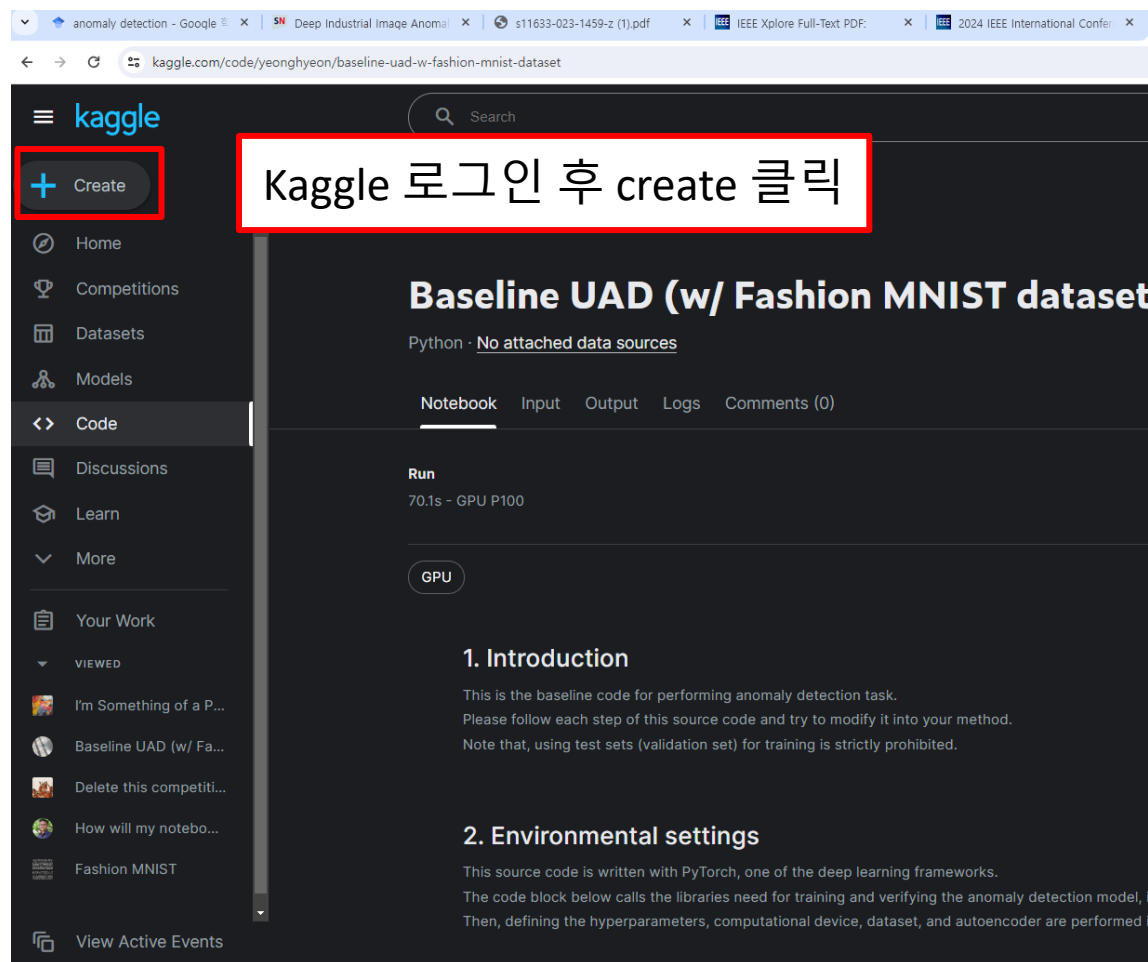 anomaly detection - Google
Deep Industrial Image Anomal
s11633-023-1459-z (1).pdf
IEEE Xplore Full-Text PDF:
2024 IEEE International Confer
kaggle.com/code/yeonghyeon/baseline-uad-w-fashion-mnist-dataset
kaggle
Search
Create
Kaggle 로그인 후 create 클릭
Home
Competitions
Datasets
Models
Code
Discussions
Learn
More
Your Work
VIEWED
I'm Something of a P...
Baseline UAD (w/ Fa...
Delete this competiti...
How will my notebo...
Fashion MNIST
View Active Events
Baseline UAD (w/ Fashion MNIST dataset
Python · No attached data sources
Notebook Input Output Logs Comments (0)
Run
70.1s - GPU P100
GPU
1. Introduction
This is the baseline code for performing anomaly detection task.
Please follow each step of this source code and try to modify it into your method.
Note that, using test sets (validation set) for training is strictly prohibited.
2. Environmental settings
This source code is written with PyTorch, one of the deep learning frameworks.
The code block below calls the libraries need for training and verifying the anomaly detection model,
Then, defining the hyperparameters, computational device, dataset, and autoencoder are performed